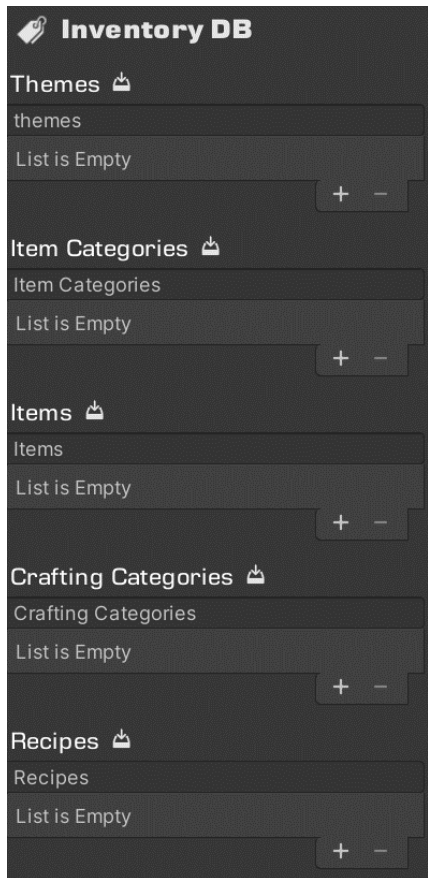 Inventory DB
Themes
themes
List is Empty
+ −
Item Categories
Item Categories
List is Empty
+ −
Items
Items
List is Empty
+ −
Crafting Categories
Crafting Categories
List is Empty
+ −
Recipes
Recipes
List is Empty
+ −